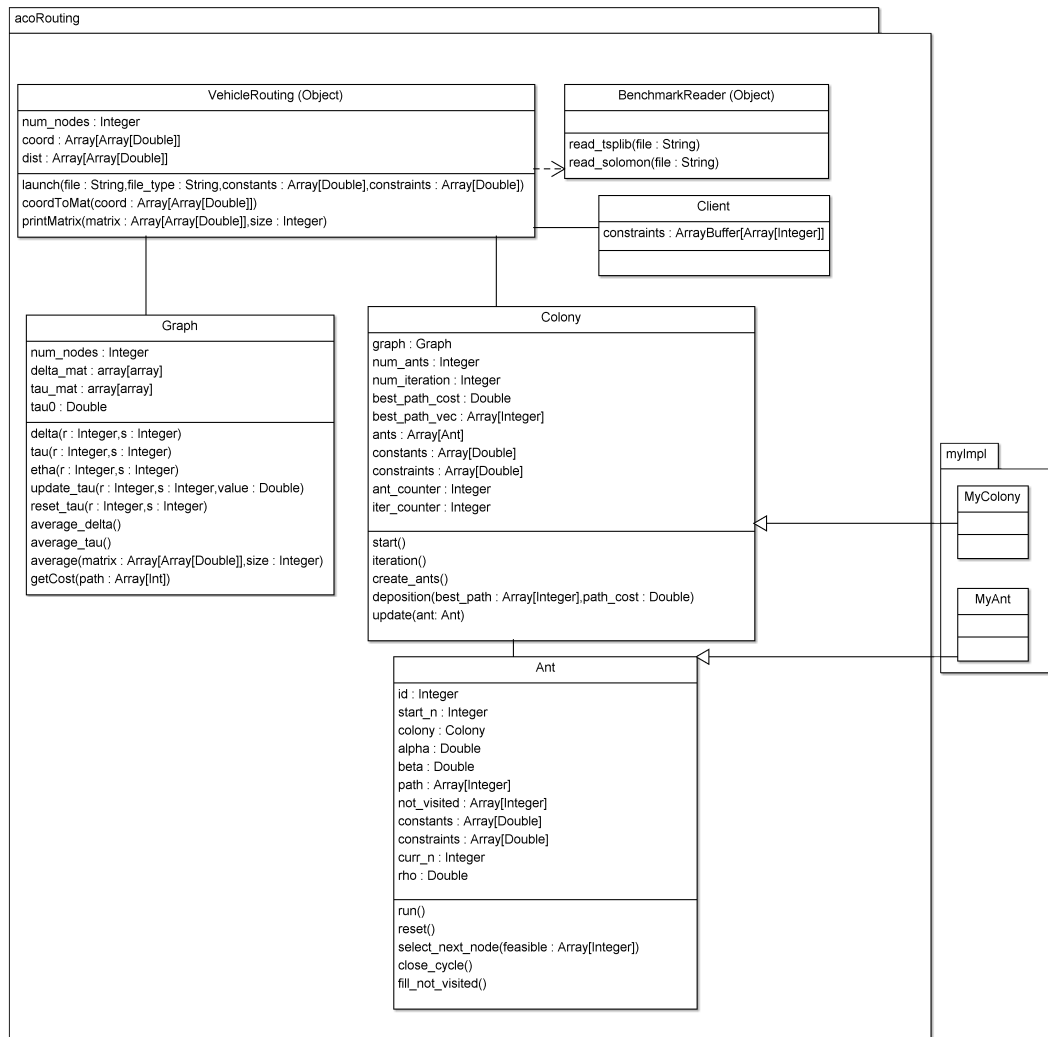 acoRouting
VehicleRouting (Object)
num_nodes : Integer
coord : Array[Array[Double]]
dist : Array[Array[Double]]
launch(file : String,file_type : String,constants : Array[Double],constraints : Array[Double])
coordToMat(coord : Array[Array[Double]])
printMatrix(matrix : Array[Array[Double]],size : Integer)
BenchmarkReader (Object)
read_tsplib(file : String)
read_solomon(file : String)
Client
constraints : ArrayBuffer[Array[Integer]]
Graph
num_nodes : Integer
delta_mat : array[array]
tau_mat : array[array]
tau0 : Double
delta(r : Integer,s : Integer)
tau(r : Integer,s : Integer)
etha(r : Integer,s : Integer)
update_tau(r : Integer,s : Integer,value : Double)
reset_tau(r : Integer,s : Integer)
average_delta()
average_tau()
average(matrix : Array[Array[Double]],size : Integer)
getCost(path : Array[Int])
Colony
graph : Graph
num_ants : Integer
num_iteration : Integer
best_path_cost : Double
best_path_vec : Array[Integer]
ants : Array[Ant]
constants : Array[Double]
constraints : Array[Double]
ant_counter : Integer
iter_counter : Integer
start()
iteration()
create_ants()
deposition(best_path : Array[Integer],path_cost : Double)
update(ant: Ant)
myImpl
MyColony
MyAnt
Ant
id : Integer
start_n : Integer
colony : Colony
alpha : Double
beta : Double
path : Array[Integer]
not_visited : Array[Integer]
constants : Array[Double]
constraints : Array[Double]
curr_n : Integer
rho : Double
run()
reset()
select_next_node(feasible : Array[Integer])
close_cycle()
fill_not_visited()